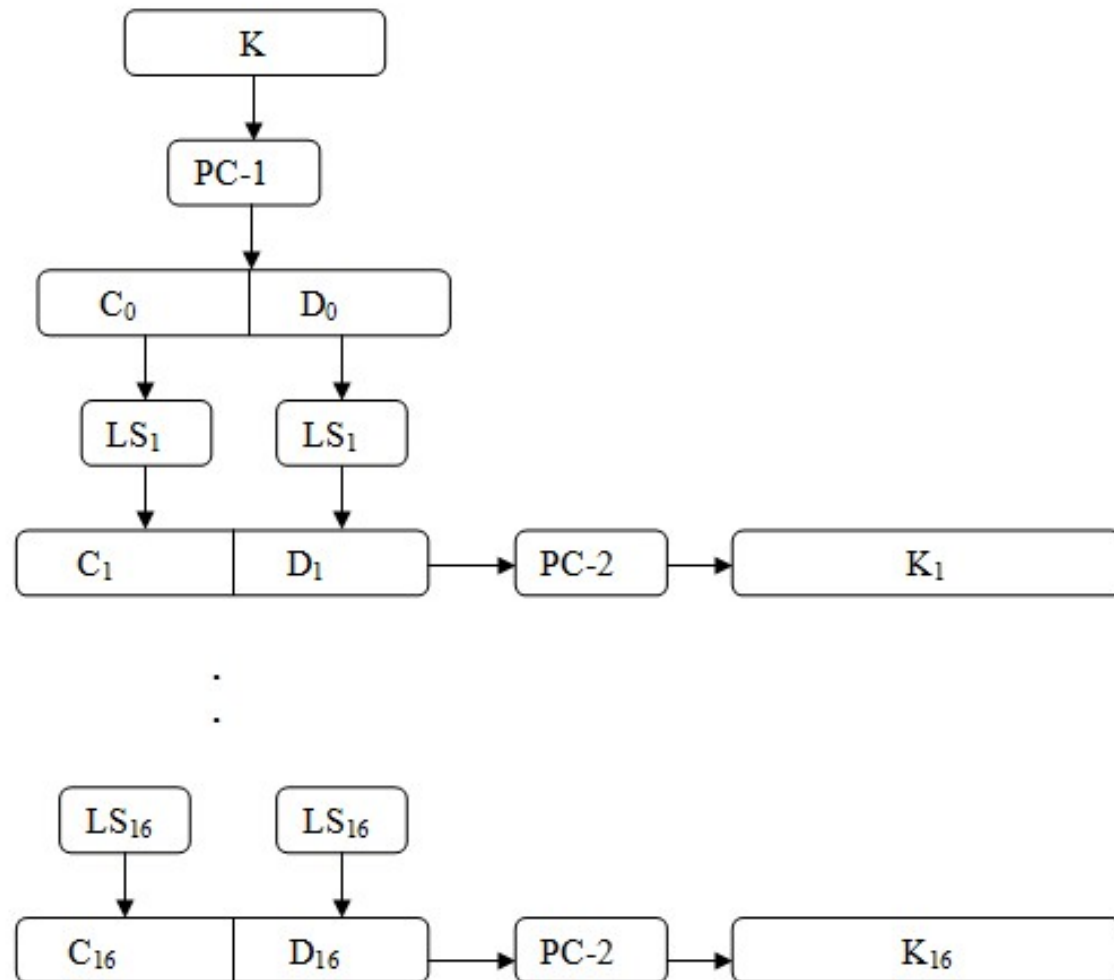 K
PC-1
C₀ D₀
LS₁ LS₁
C₁ D₁ PC-2 K₁
.
.
LS₁₆ LS₁₆
C₁₆ D₁₆ PC-2 K₁₆